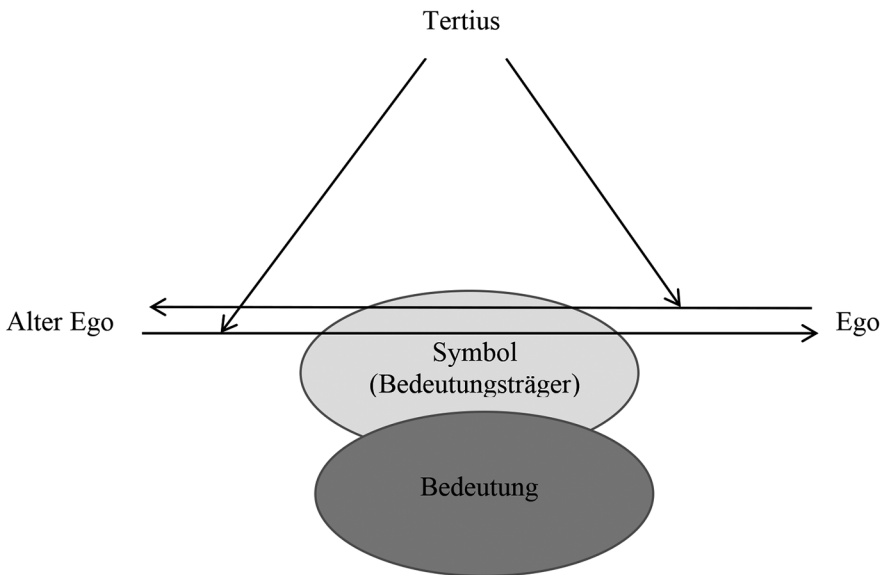 Tertius
Alter Ego
Ego
Symbol
(Bedeutungsträger)
Bedeutung